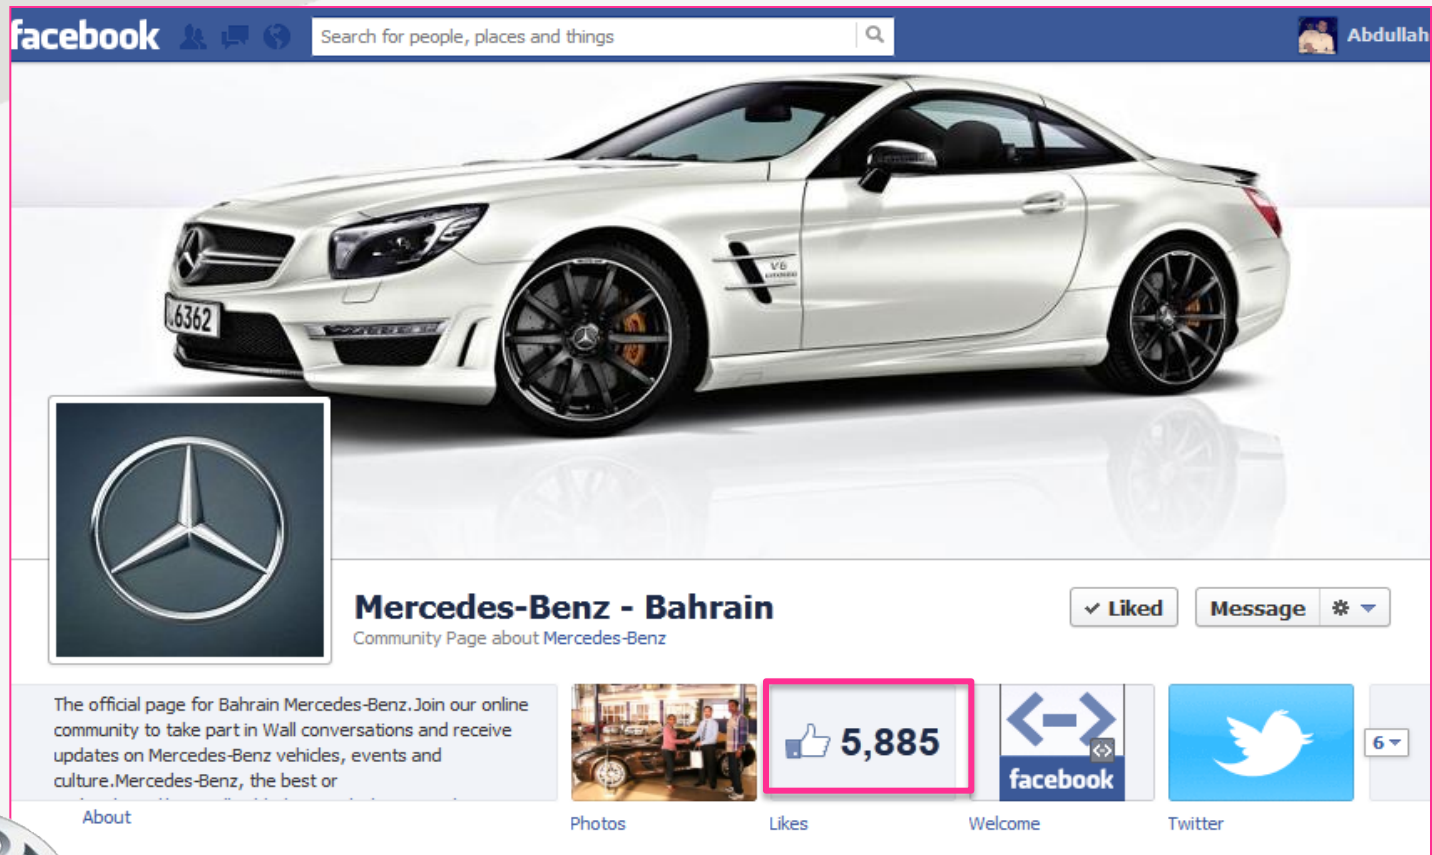 facebook
Search for people, places and things
Abdullah
6362
V6
Mercedes-Benz - Bahrain
Community Page about Mercedes-Benz
✓ Liked
Message
The official page for Bahrain Mercedes-Benz.Join our online
community to take part in Wall conversations and receive
updates on Mercedes-Benz vehicles, events and
culture.Mercedes-Benz, the best or
About
Photos
5,885
Likes
facebook
Welcome
Twitter
6